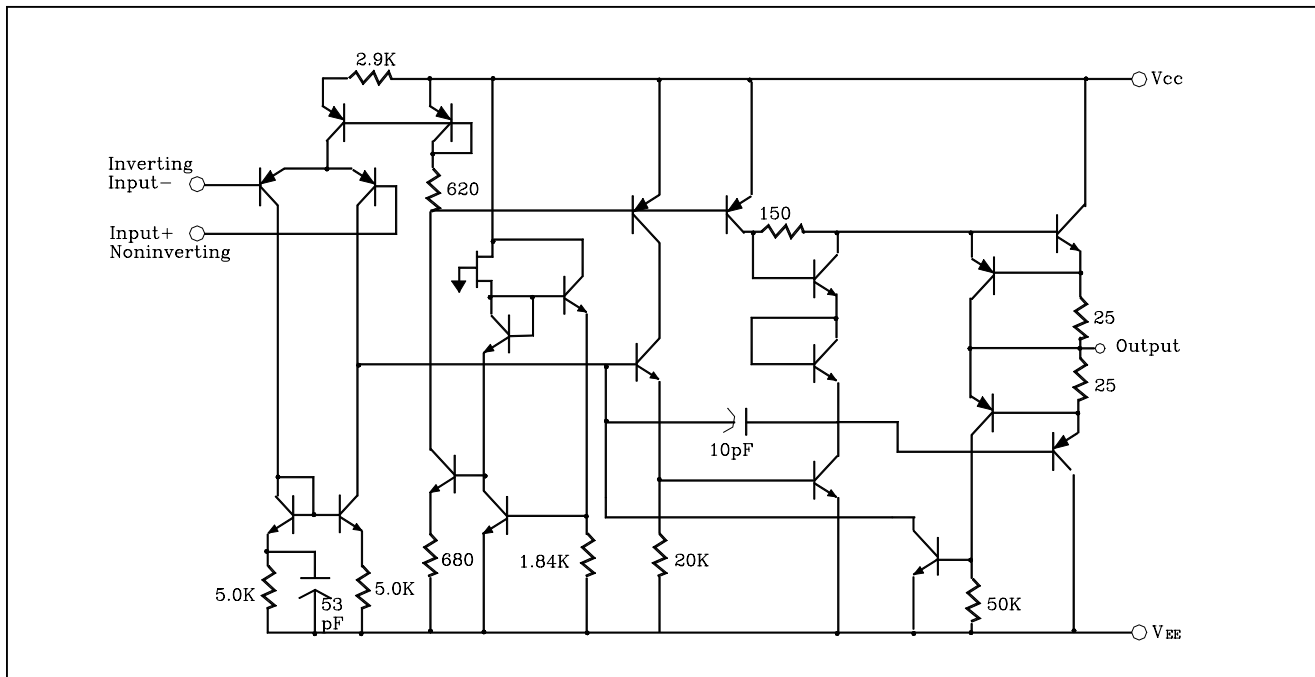 2.9K
Vcc
Inverting
Input−
620
150
Input+
Noninverting
25
Output
25
10pF
680
1.84K
20K
5.0K
53
pF
5.0K
50K
VEE